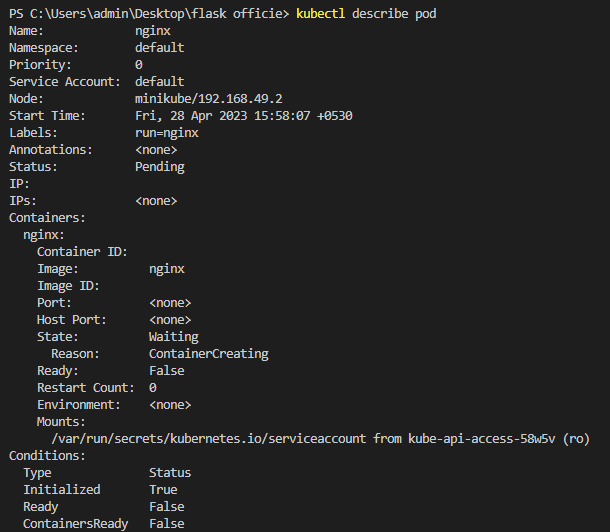 PS C:\Users\admin\Desktop\flask officie> kubectl describe pod
Name:             nginx
Namespace:        default
Priority:         0
Service Account:  default
Node:             minikube/192.168.49.2
Start Time:       Fri, 28 Apr 2023 15:58:07 +0530
Labels:           run=nginx
Annotations:      <none>
Status:           Pending
IP:
IPs:              <none>
Containers:
  nginx:
    Container ID:
    Image:          nginx
    Image ID:
    Port:           <none>
    Host Port:      <none>
    State:          Waiting
      Reason:       ContainerCreating
    Ready:          False
    Restart Count:  0
    Environment:    <none>
    Mounts:
      /var/run/secrets/kubernetes.io/serviceaccount from kube-api-access-58w5v (ro)
Conditions:
  Type              Status
  Initialized       True
  Ready             False
  ContainersReady   False